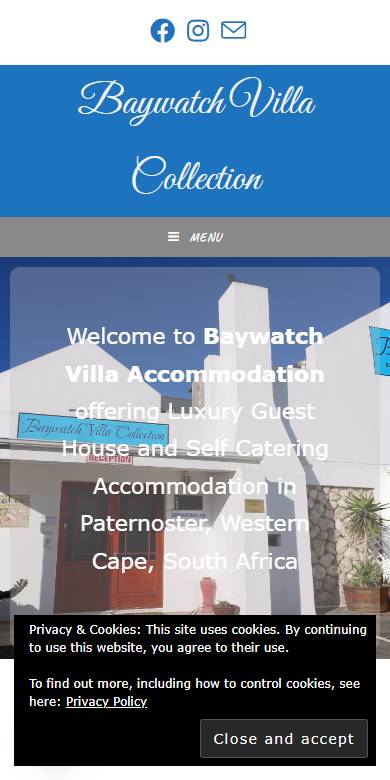 Baywatch Villa
Collection
MENU
Welcome to Baywatch
Villa Accommodation
offering Luxury Guest
House and Self Catering
Accommodation in
Paternoster, Western
Cape, South Africa
Baywatch Villa Collection
RECEPTION
Privacy & Cookies: This site uses cookies. By continuing
to use this website, you agree to their use.
To find out more, including how to control cookies, see
here: Privacy Policy
Close and accept